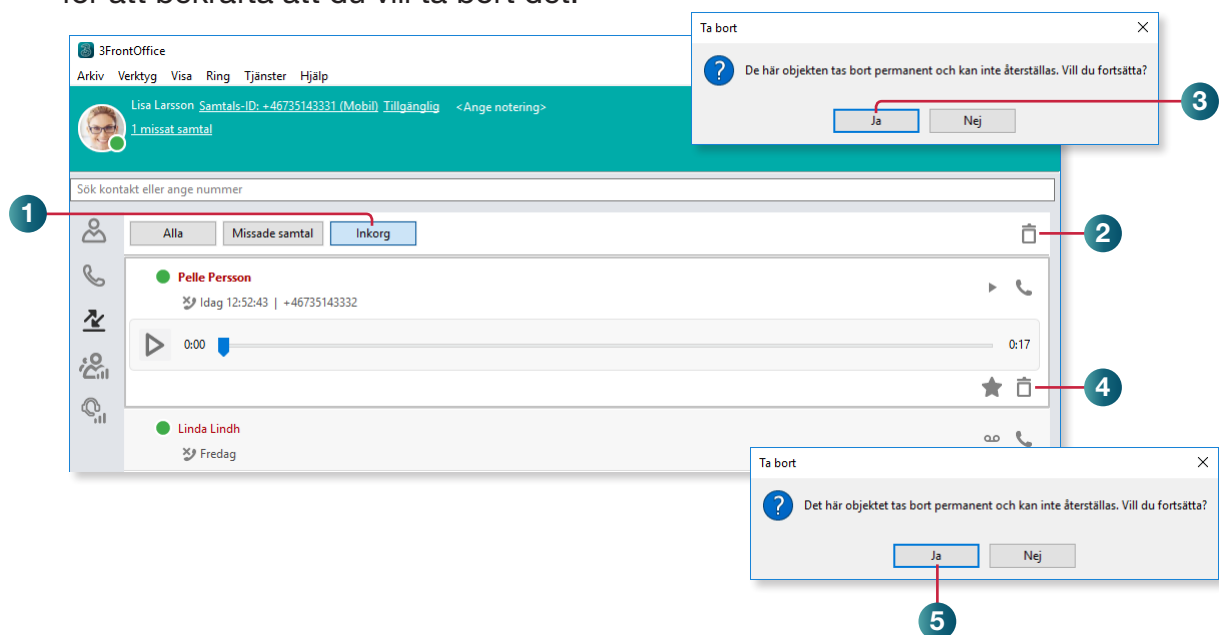 för att bekräfta att du vill ta bort det.
Ta bort
De här objekten tas bort permanent och kan inte återställas. Vill du fortsätta?
Ja Nej
3
3FrontOffice
Arkiv Verktyg Visa Ring Tjänster Hjälp
Lisa Larsson Samtals-ID: +46735143331 (Mobil) Tillgänglig <Ange notering>
1 missat samtal
Sök kontakt eller ange nummer
1
Alla Missade samtal Inkorg
2
Pelle Persson
Idag 12:52:43 | +46735143332
0:00 0:17
4
Linda Lindh
Fredag
Ta bort
Det här objektet tas bort permanent och kan inte återställas. Vill du fortsätta?
Ja Nej
5